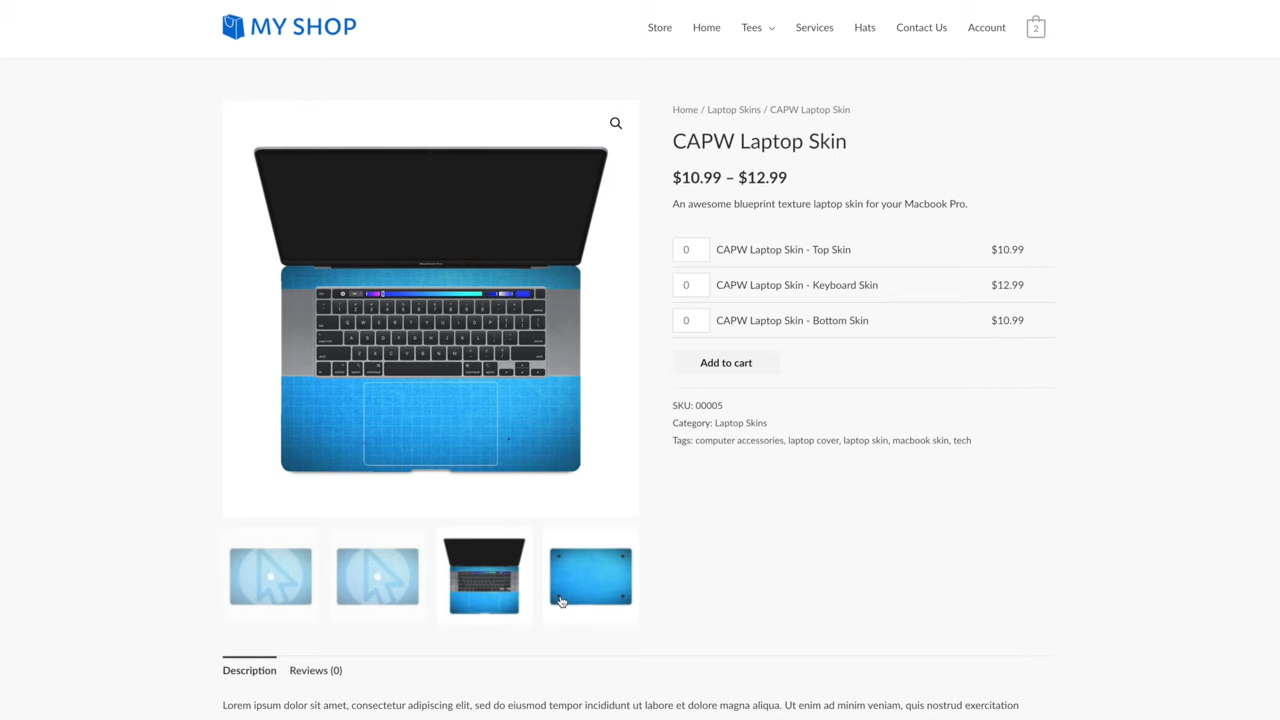 MY SHOP
Store Home Tees Services Hats Contact Us Account 2
Home / Laptop Skins / CAPW Laptop Skin
CAPW Laptop Skin
$10.99 – $12.99
An awesome blueprint texture laptop skin for your Macbook Pro.
0 CAPW Laptop Skin - Top Skin $10.99
0 CAPW Laptop Skin - Keyboard Skin $12.99
0 CAPW Laptop Skin - Bottom Skin $10.99
Add to cart
SKU: 00005
Category: Laptop Skins
Tags: computer accessories, laptop cover, laptop skin, macbook skin, tech
Q W E R T Y U I O P
A S D F G H J K L
Z X C V B N M
Description Reviews (0)
Lorem ipsum dolor sit amet, consectetur adipiscing elit, sed do eiusmod tempor incididunt ut labore et dolore magna aliqua. Ut enim ad minim veniam, quis nostrud exercitation